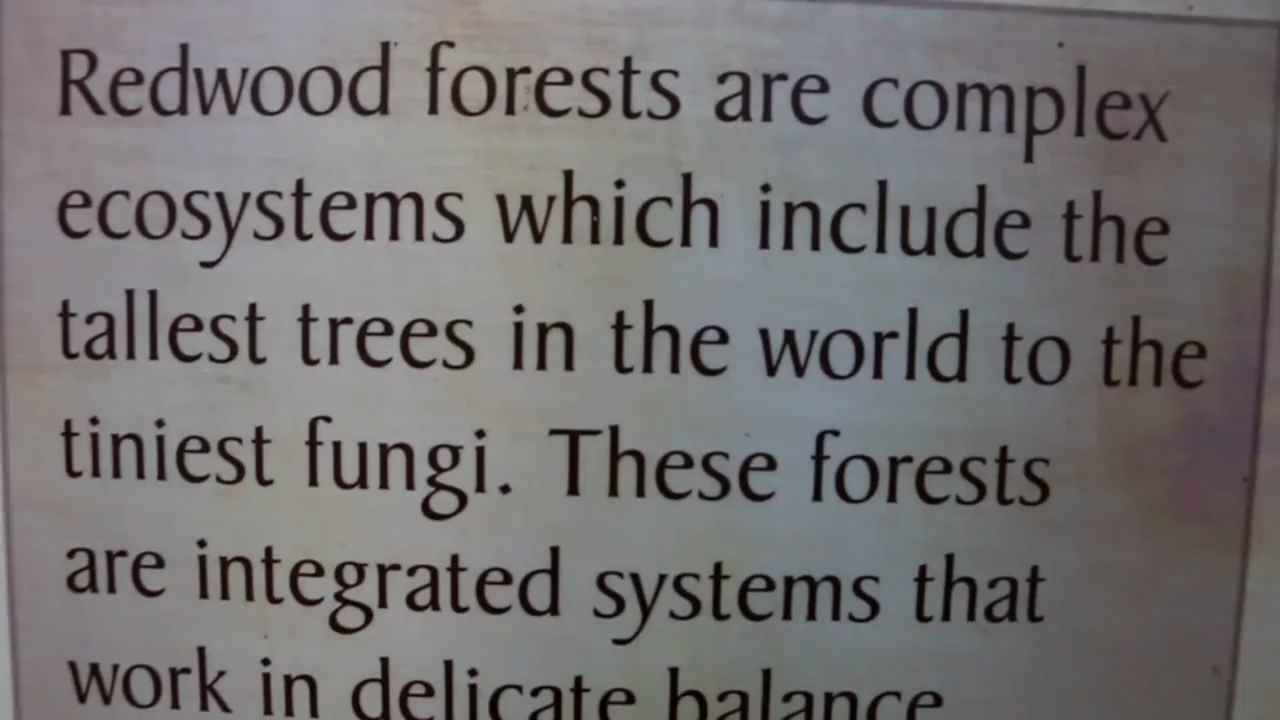 Redwood forests are complex
ecosystems which include the
tallest trees in the world to the
tiniest fungi. These forests
are integrated systems that
work in delicate balance